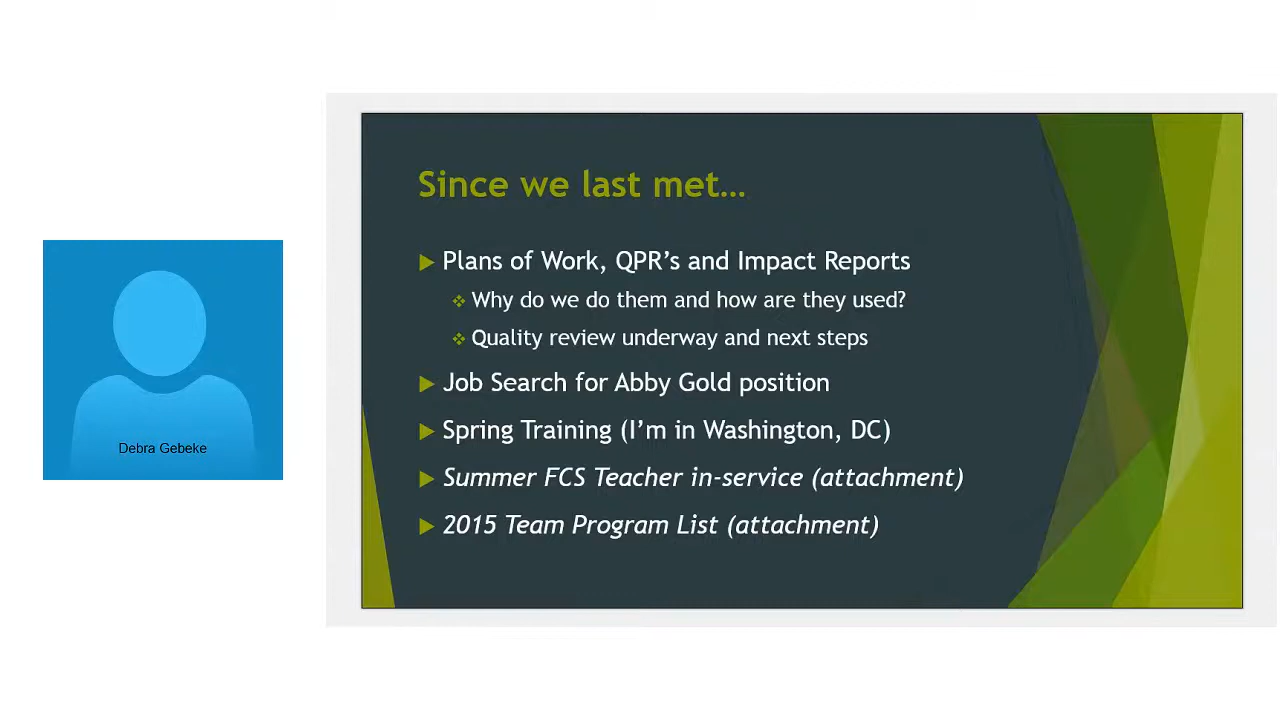 Since we last met...
Plans of Work, QPR's and Impact Reports
Why do we do them and how are they used?
Quality review underway and next steps
Job Search for Abby Gold position
Spring Training (I'm in Washington, DC)
Summer FCS Teacher in-service (attachment)
2015 Team Program List (attachment)
Debra Gebeke